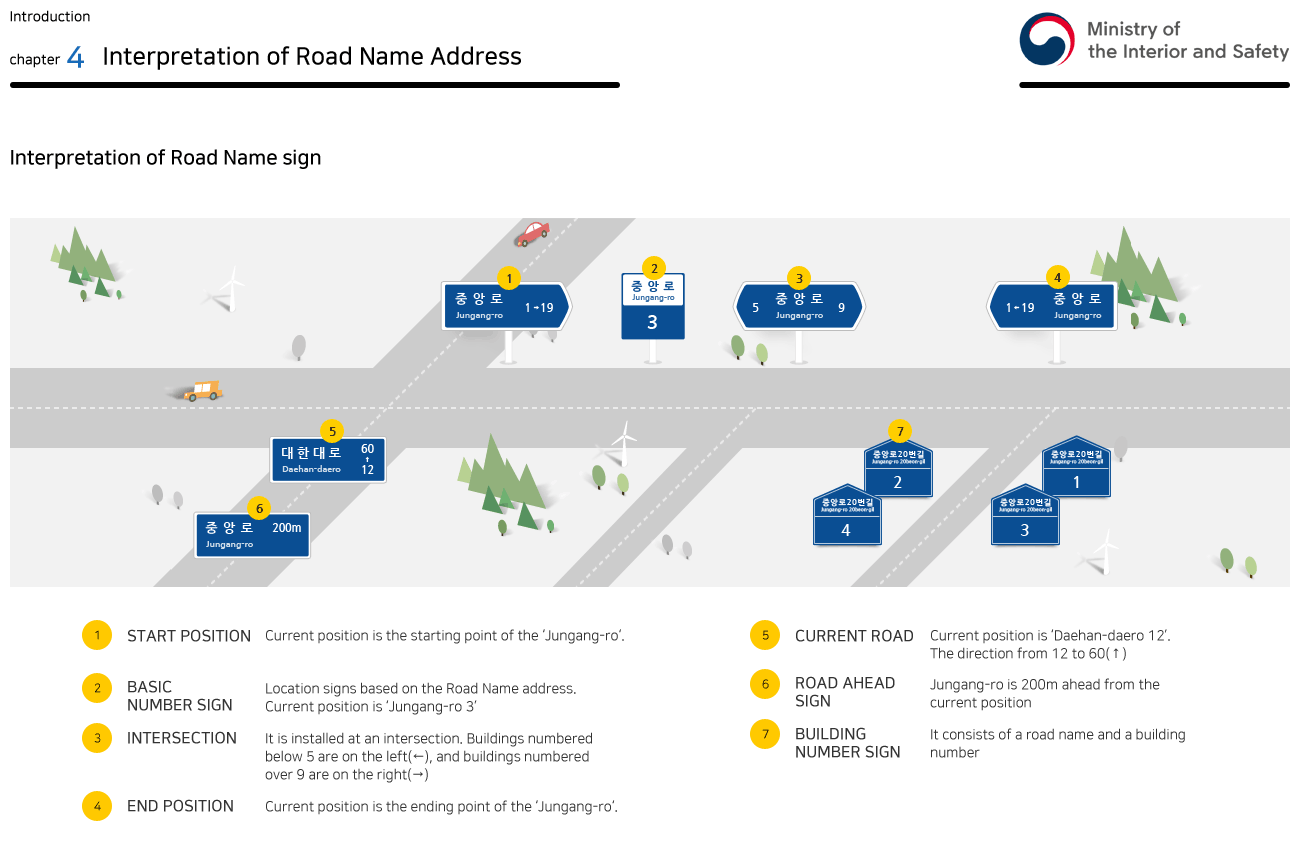 Introduction
chapter 4 Interpretation of Road Name Address
Ministry of
the Interior and Safety
Interpretation of Road Name sign
1
중앙로
Jungang-ro
1→19
2
중앙로
Jungang-ro
3
3
5
중앙로
Jungang-ro
9
4
1←19
중앙로
Jungang-ro
5
대한대로
Daehan-daero
60
↑
12
6
중앙로
Jungang-ro
200m
7
중앙로20번길
Jungang-ro 20beon-gil
2
중앙로20번길
Jungang-ro 20beon-gil
4
중앙로20번길
Jungang-ro 20beon-gil
1
중앙로20번길
Jungang-ro 20beon-gil
3
1 START POSITION Current position is the starting point of the ‘Jungang-ro’.
2 BASIC
NUMBER SIGN
Location signs based on the Road Name address.
Current position is ‘Jungang-ro 3’
3 INTERSECTION It is installed at an intersection. Buildings numbered
below 5 are on the left(←), and buildings numbered
over 9 are on the right(→)
4 END POSITION Current position is the ending point of the ‘Jungang-ro’.
5 CURRENT ROAD Current position is ‘Daehan-daero 12’.
The direction from 12 to 60(↑)
6 ROAD AHEAD
SIGN
Jungang-ro is 200m ahead from the
current position
7 BUILDING
NUMBER SIGN
It consists of a road name and a building
number